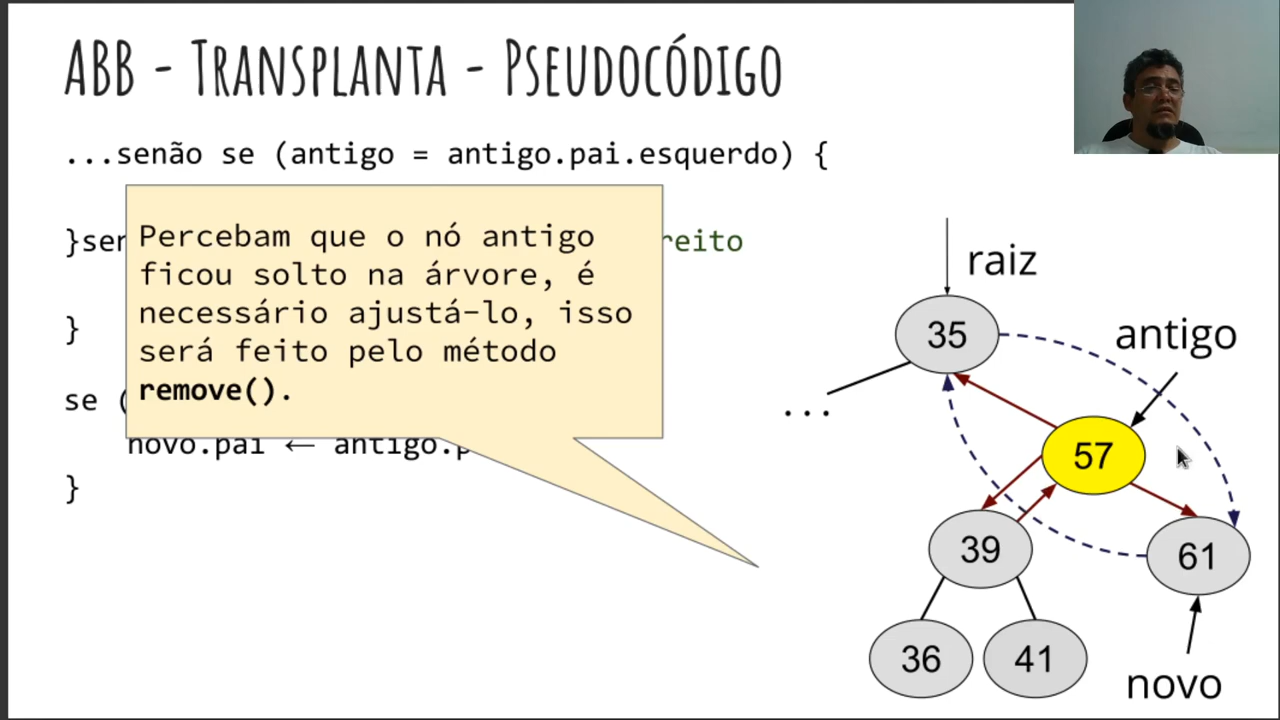 ABB - Transplanta - Pseudocódigo
...senão se (antigo = antigo.pai.esquerdo) {
Percebam que o nó antigo
ficou solto na árvore, é
necessário ajustá-lo, isso
será feito pelo método
remove().
}
}
se (
novo.pai ← antigo.
}
raiz
35
antigo
...
57
39
61
36
41
novo